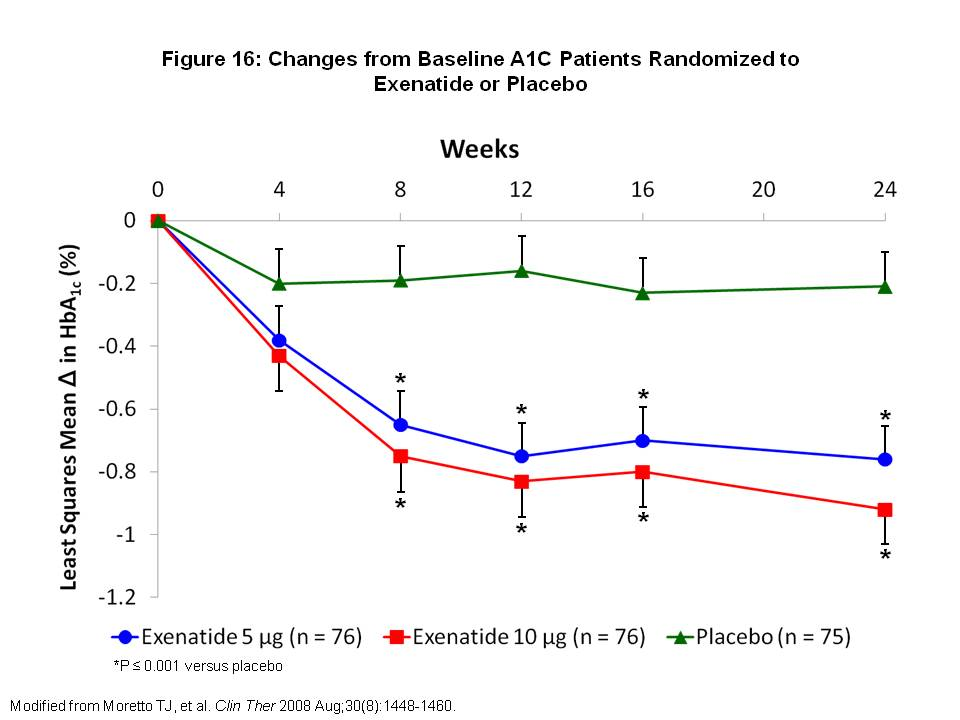 Figure 16: Changes from Baseline A1C Patients Randomized to
Exenatide or Placebo
Weeks
0 4 8 12 16 20 24
Least Squares Mean Δ in HbA1c (%)
0
-0.2
-0.4
-0.6
-0.8
-1
-1.2
*
*
*
*
*
*
*
*
Exenatide 5 µg (n = 76) Exenatide 10 µg (n = 76) Placebo (n = 75)
*P ≤ 0.001 versus placebo
Modified from Moretto TJ, et al. Clin Ther 2008 Aug;30(8):1448-1460.